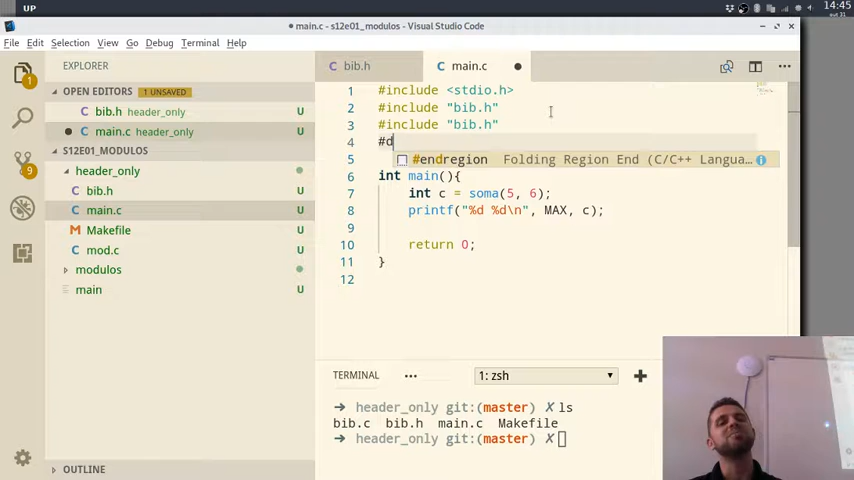 UP
14:45
out 31
main.c - s12e01_modulos - Visual Studio Code
File Edit Selection View Go Debug Terminal Help
EXPLORER
OPEN EDITORS 1 UNSAVED
bib.h header_only U
main.c header_only U
S12E01_MODULOS
header_only
bib.h U
main.c U
Makefile U
mod.c U
modulos
main U
OUTLINE
1
9
bib.h
main.c
1 #include <stdio.h>
2 #include "bib.h"
3 #include "bib.h"
4 #d
5 #endregion Folding Region End (C/C++ Langua...
6 int main(){
7 int c = soma(5, 6);
8 printf("%d %d\n", MAX, c);
9
10 return 0;
11 }
12
TERMINAL ... 1: zsh
➜ header_only git:(master) ✗ ls
bib.c bib.h main.c Makefile
➜ header_only git:(master) ✗